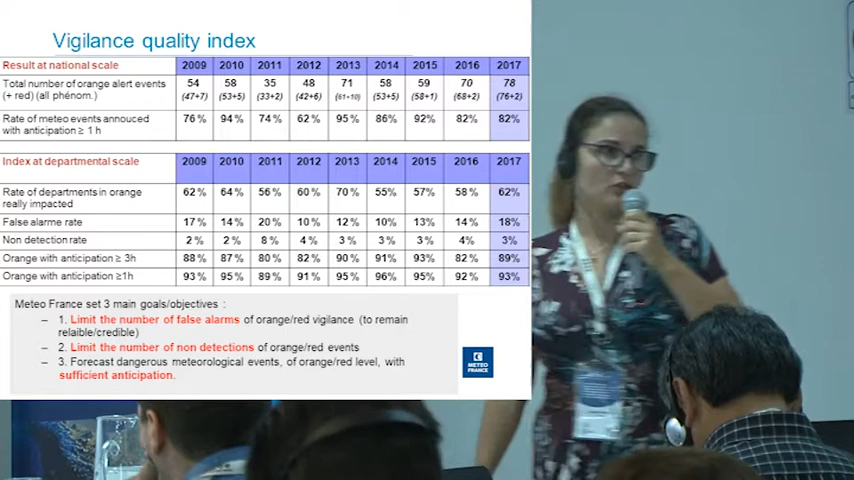 Vigilance quality index
Result at national scale 2009 2010 2011 2012 2013 2014 2015 2016 2017
Total number of orange alert events 54 58 35 48 71 58 59 70 78
(+ red) (all phénom.) (47+7) (53+5) (33+2) (42+6) (61+10) (53+5) (58+1) (68+2) (76+2)
Rate of meteo events annouced 76 % 94 % 74 % 62 % 95 % 86% 92% 82% 82%
with anticipation ≥ 1 h
Index at departmental scale 2009 2010 2011 2012 2013 2014 2015 2016 2017
Rate of departments in orange 62 % 64 % 56 % 60 % 70 % 55% 57% 58 % 62%
really impacted
False alarme rate 17 % 14 % 20 % 10 % 12 % 10% 13% 14 % 18%
Non detection rate 2 % 2 % 8 % 4 % 3 % 3 % 3% 4% 3%
Orange with anticipation ≥ 3h 88 % 87 % 80 % 82 % 90 % 91% 93% 82 % 89%
Orange with anticipation ≥1h 93 % 95 % 89 % 91 % 95 % 96% 95% 92 % 93%
Meteo France set 3 main goals/objectives :
– 1. Limit the number of false alarms of orange/red vigilance (to remain
relaible/credible)
– 2. Limit the number of non detections of orange/red events
– 3. Forecast dangerous meteorological events, of orange/red level, with
sufficient anticipation.
METEO
FRANCE